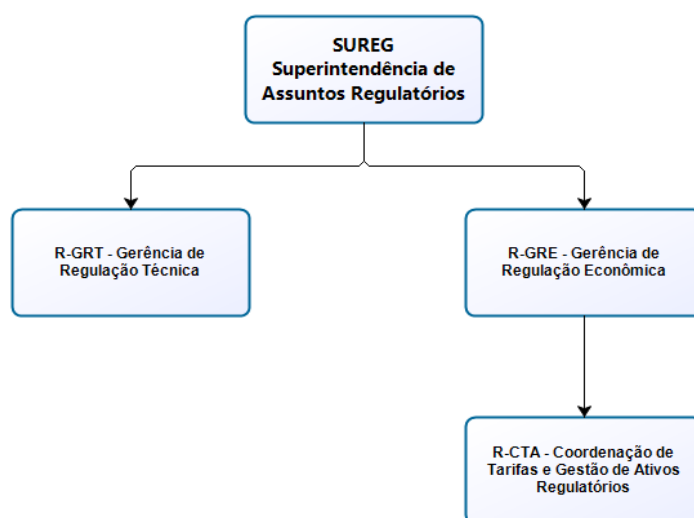 SUREG
Superintendência de
Assuntos Regulatórios
R-GRT - Gerência de
Regulação Técnica
R-GRE - Gerência de
Regulação Econômica
R-CTA - Coordenação de
Tarifas e Gestão de Ativos
Regulatórios